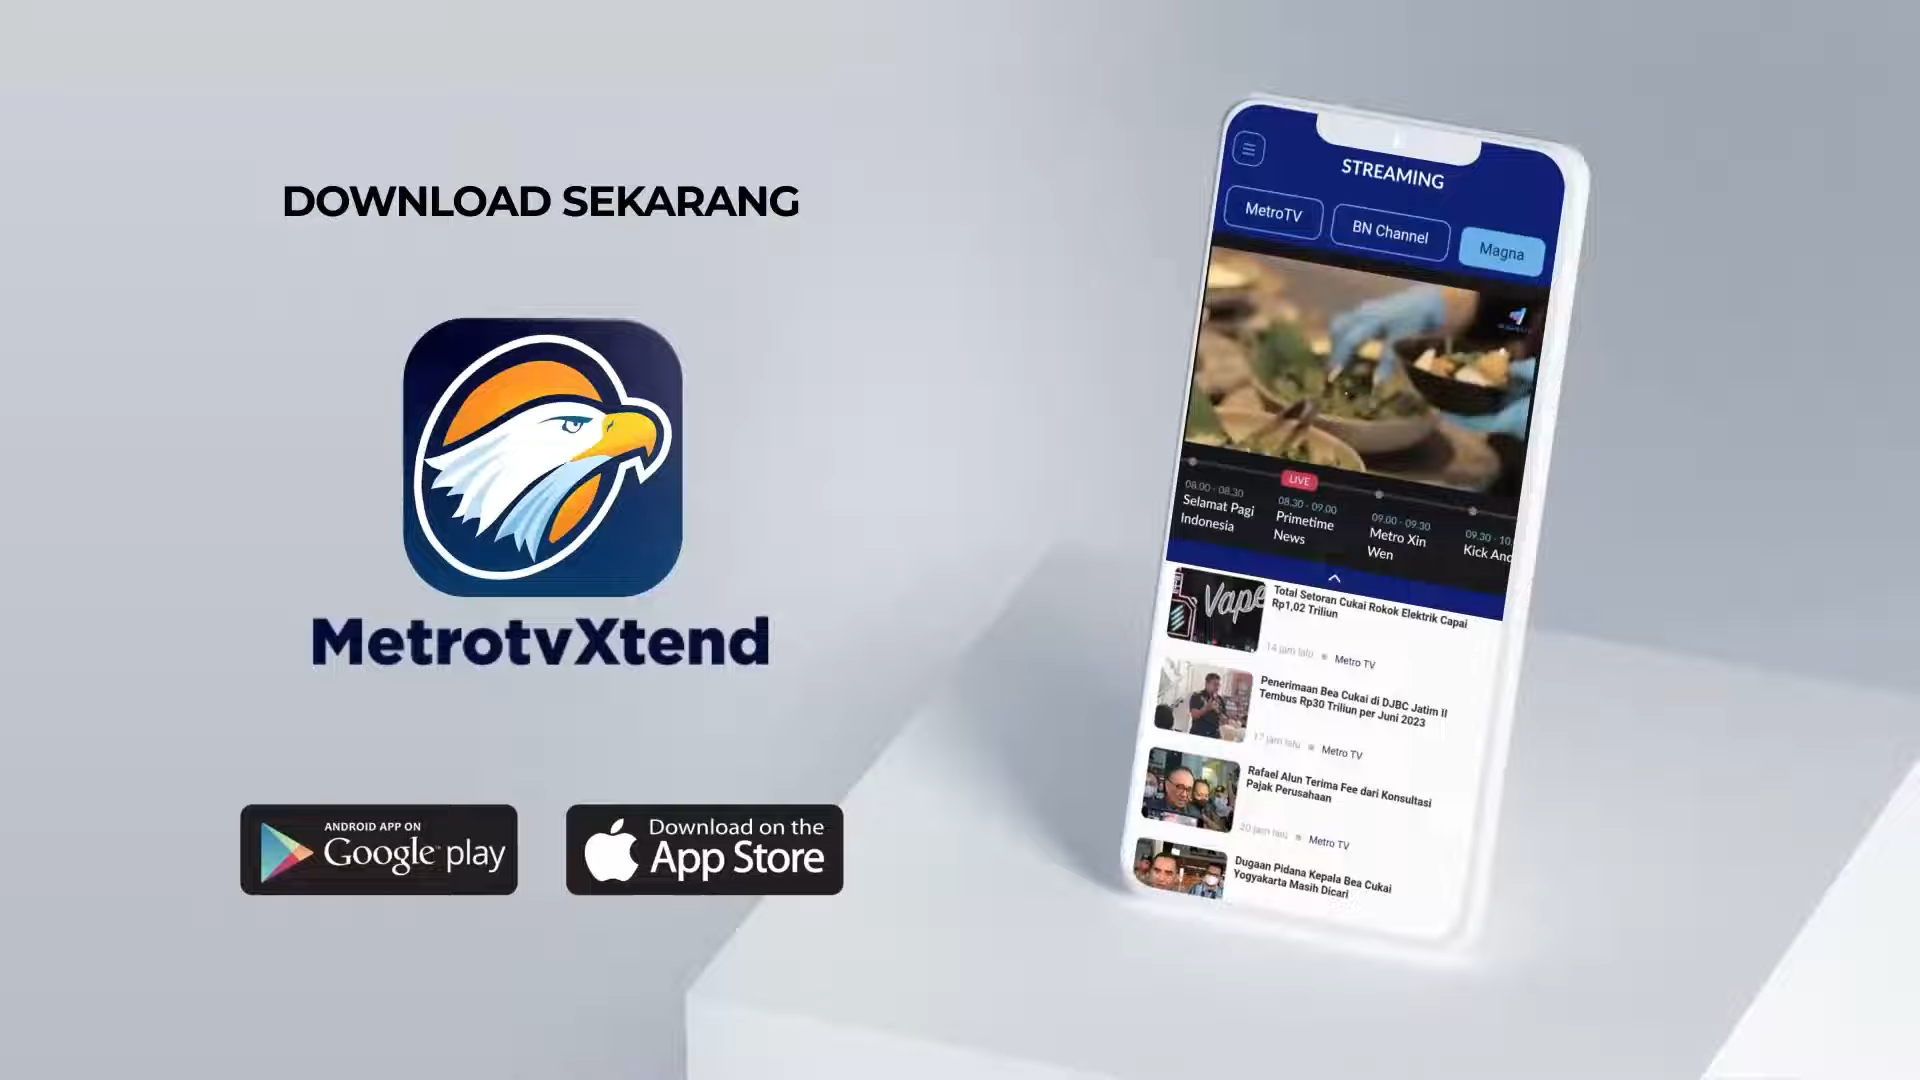 DOWNLOAD SEKARANG
MetrotvXtend
ANDROID APP ON
Google play
Download on the
App Store
STREAMING
MetroTV
BN Channel
Magna
LIVE
08.00 - 08.30
Selamat Pagi
Indonesia
08.30 - 09.00
Primetime
News
09.00 - 09.30
Metro Xin
Wen
09.30 - 10.
Kick And
Vape
Total Setoran Cukai Rokok Elektrik Capai
Rp1,02 Triliun
14 jam lalu • Metro TV
Penerimaan Bea Cukai di DJBC Jatim II
Tembus Rp30 Triliun per Juni 2023
17 jam lalu • Metro TV
Rafael Alun Terima Fee dari Konsultasi
Pajak Perusahaan
20 jam lalu • Metro TV
Dugaan Pidana Kepala Bea Cukai
Yogyakarta Masih Dicari